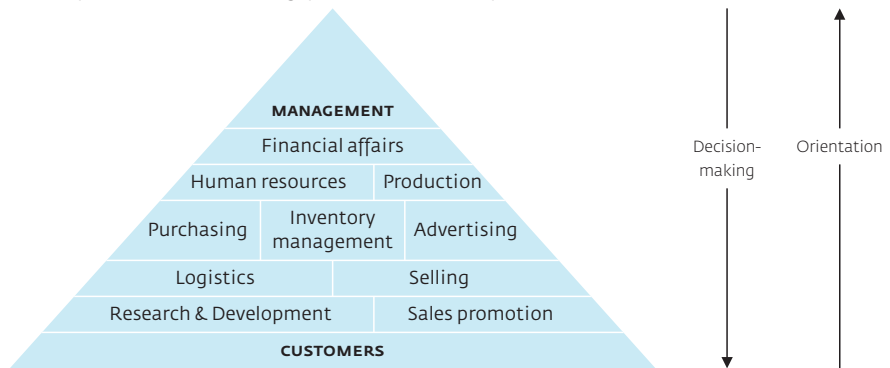 MANAGEMENT
Financial affairs
Human resources
Production
Purchasing
Inventory
management
Advertising
Logistics
Selling
Research & Development
Sales promotion
CUSTOMERS
Decision-
making
Orientation